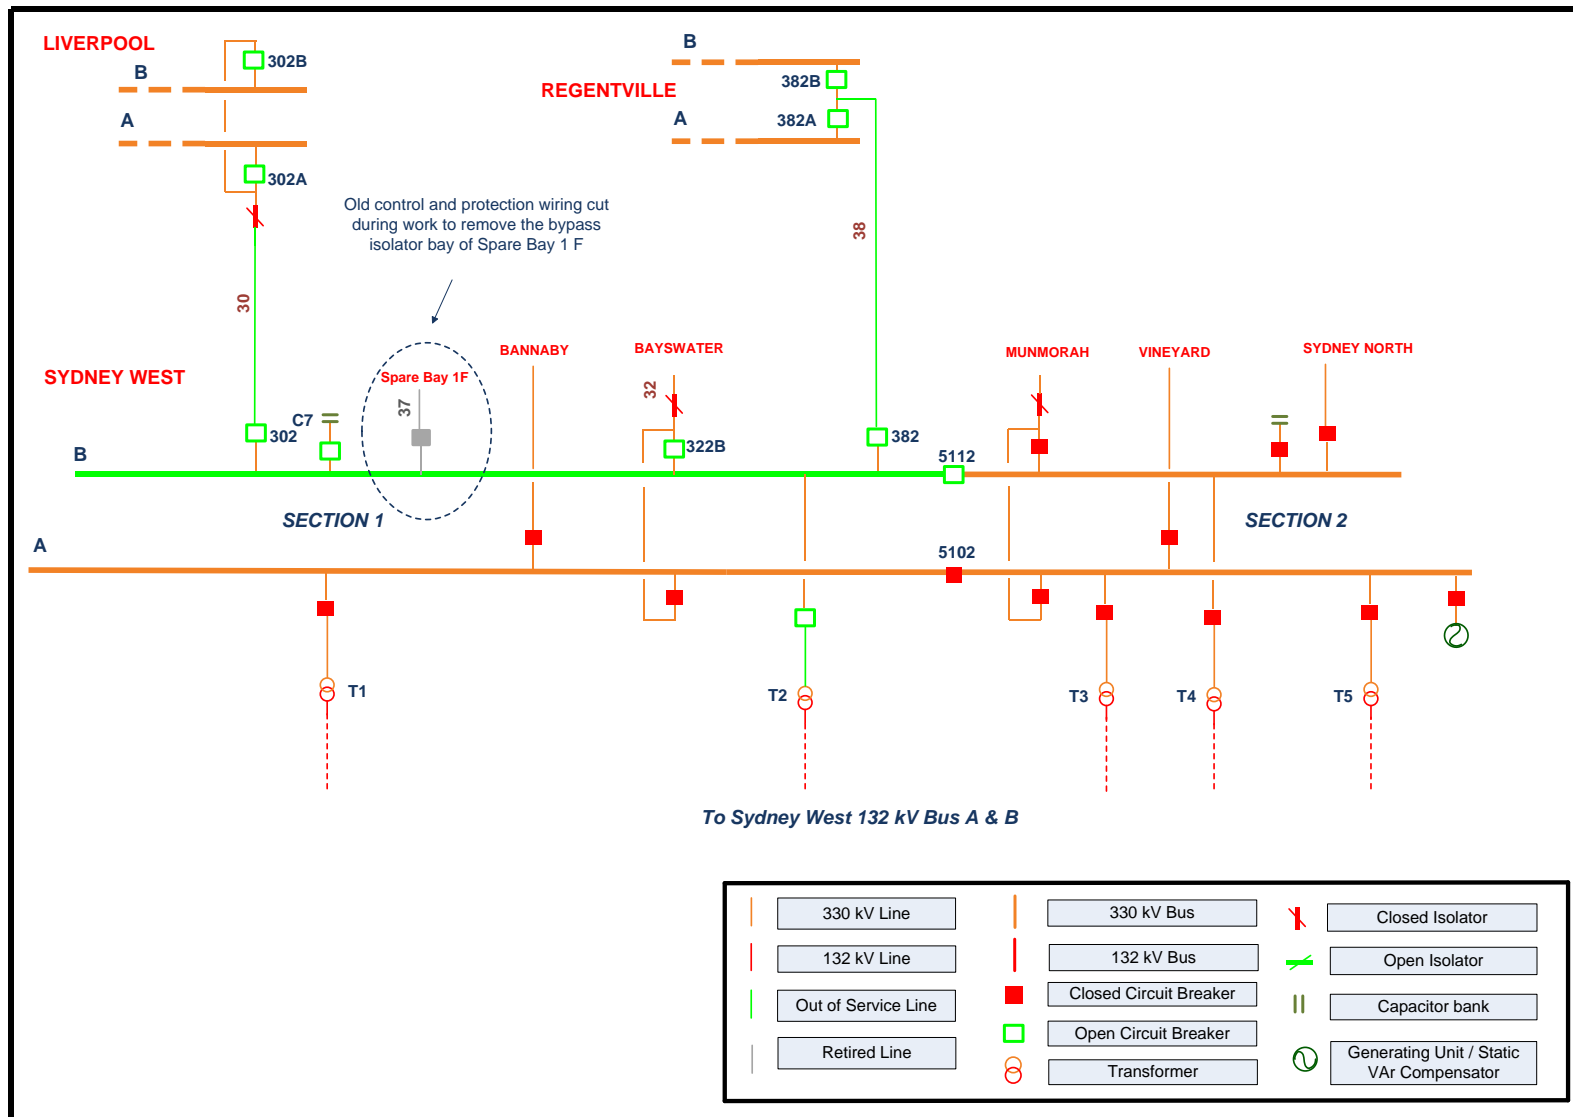 LIVERPOOL
302B
B
A
302A
B
382B
REGENTVILLE
A
382A
Old control and protection wiring cut
during work to remove the bypass
isolator bay of Spare Bay 1 F
38
30
SYDNEY WEST
BANNABY
BAYSWATER
MUNMORAH
VINEYARD
SYDNEY NORTH
Spare Bay 1F
32
37
C7
302
322B
382
B
5112
SECTION 1
SECTION 2
A
5102
T1
T2
T3
T4
T5
To Sydney West 132 kV Bus A & B
330 kV Line
330 kV Bus
Closed Isolator
132 kV Line
132 kV Bus
Open Isolator
Out of Service Line
Closed Circuit Breaker
Capacitor bank
Open Circuit Breaker
Retired Line
Transformer
Generating Unit / Static
VAr Compensator